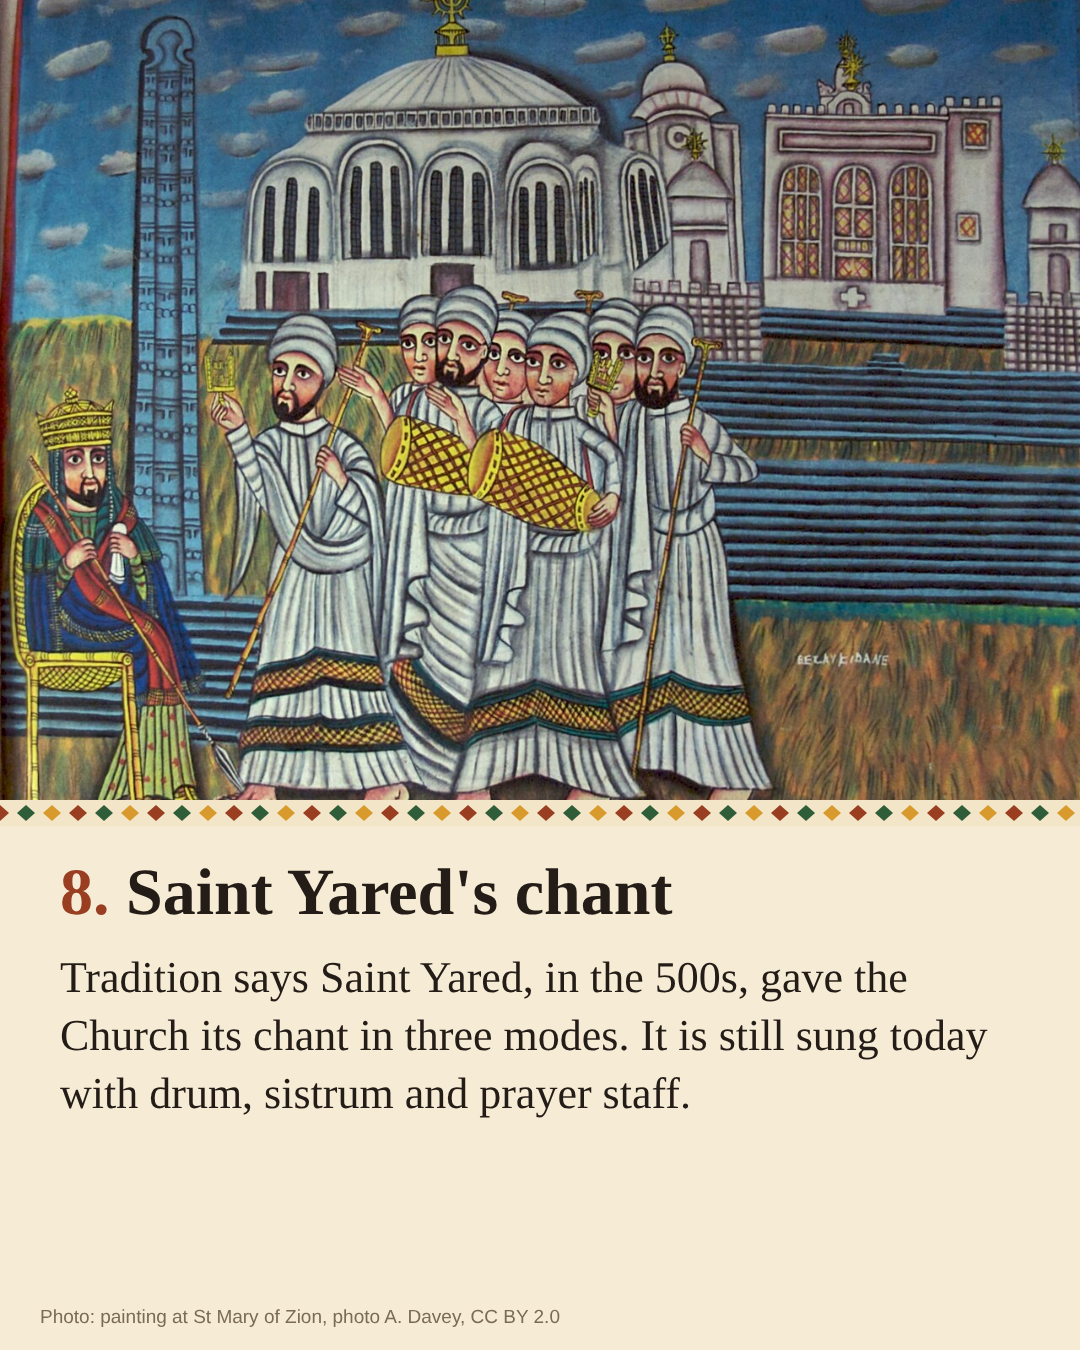 BELAY KIDANE
8. Saint Yared's chant
Tradition says Saint Yared, in the 500s, gave the
Church its chant in three modes. It is still sung today
with drum, sistrum and prayer staff.
Photo: painting at St Mary of Zion, photo A. Davey, CC BY 2.0